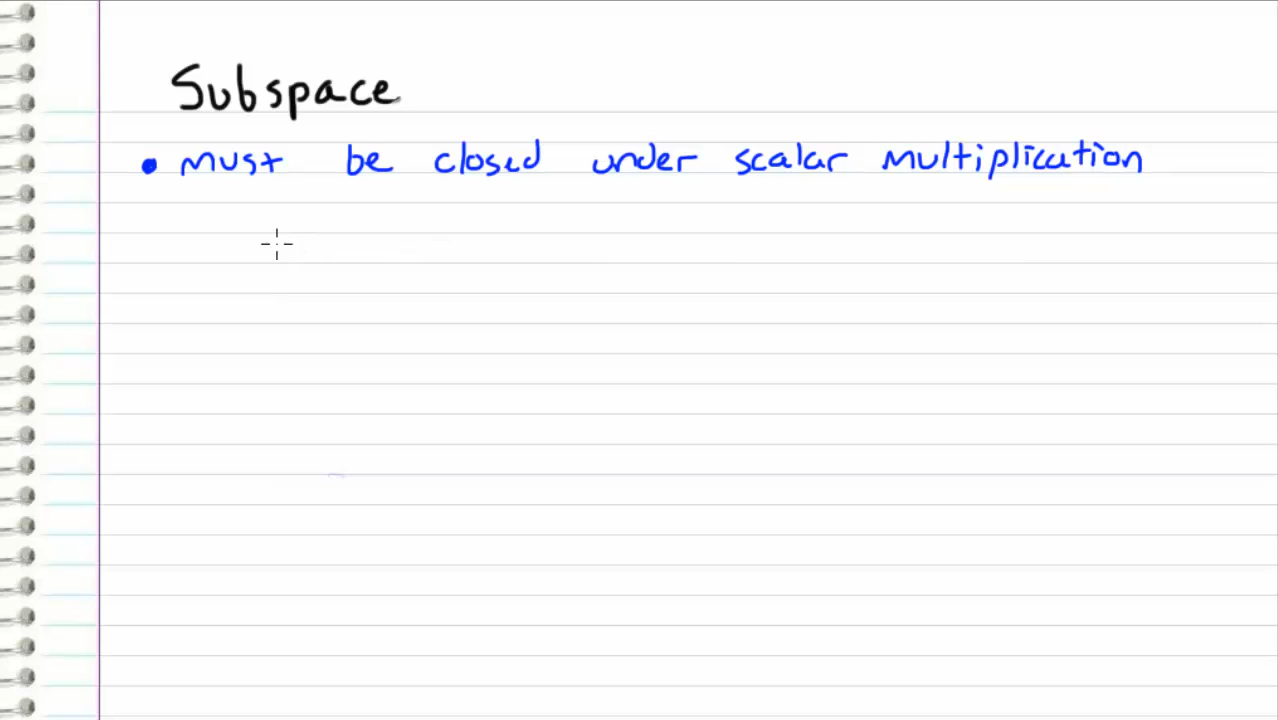 Subspace
• must be closed under scalar multiplication